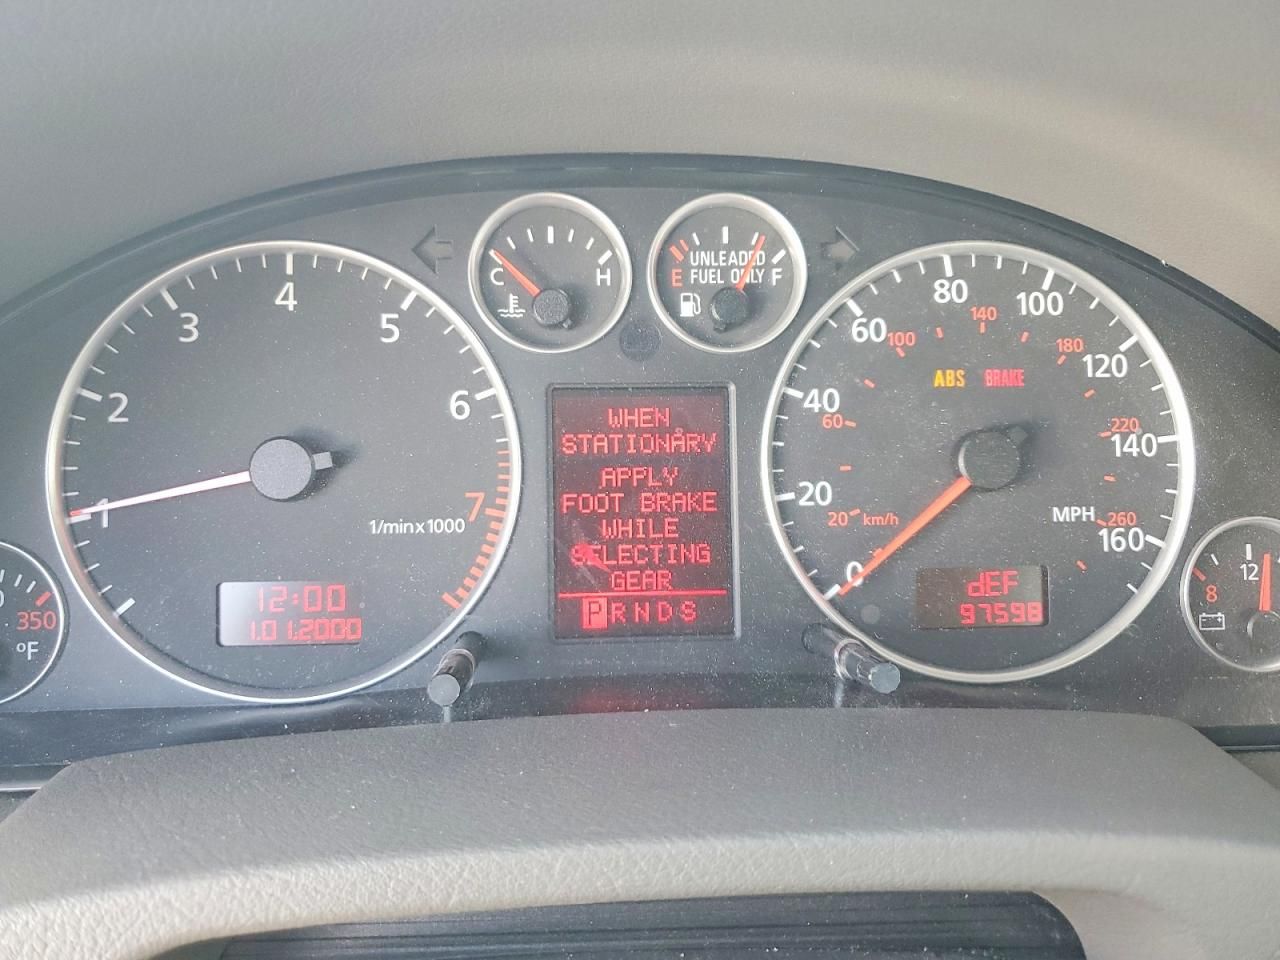 1
2
3
4
5
6
7
1/min x 1000
12:00
1.01.2000
350
°F
C
H
E
UNLEADED
FUEL ONLY
F
WHEN
STATIONARY
APPLY
FOOT BRAKE
WHILE
SELECTING
GEAR
P R N D S
0
20
40
60
80
100
120
140
160
MPH
20
km/h
60
100
140
180
220
260
ABS
BRAKE
dEF
97598
8
12